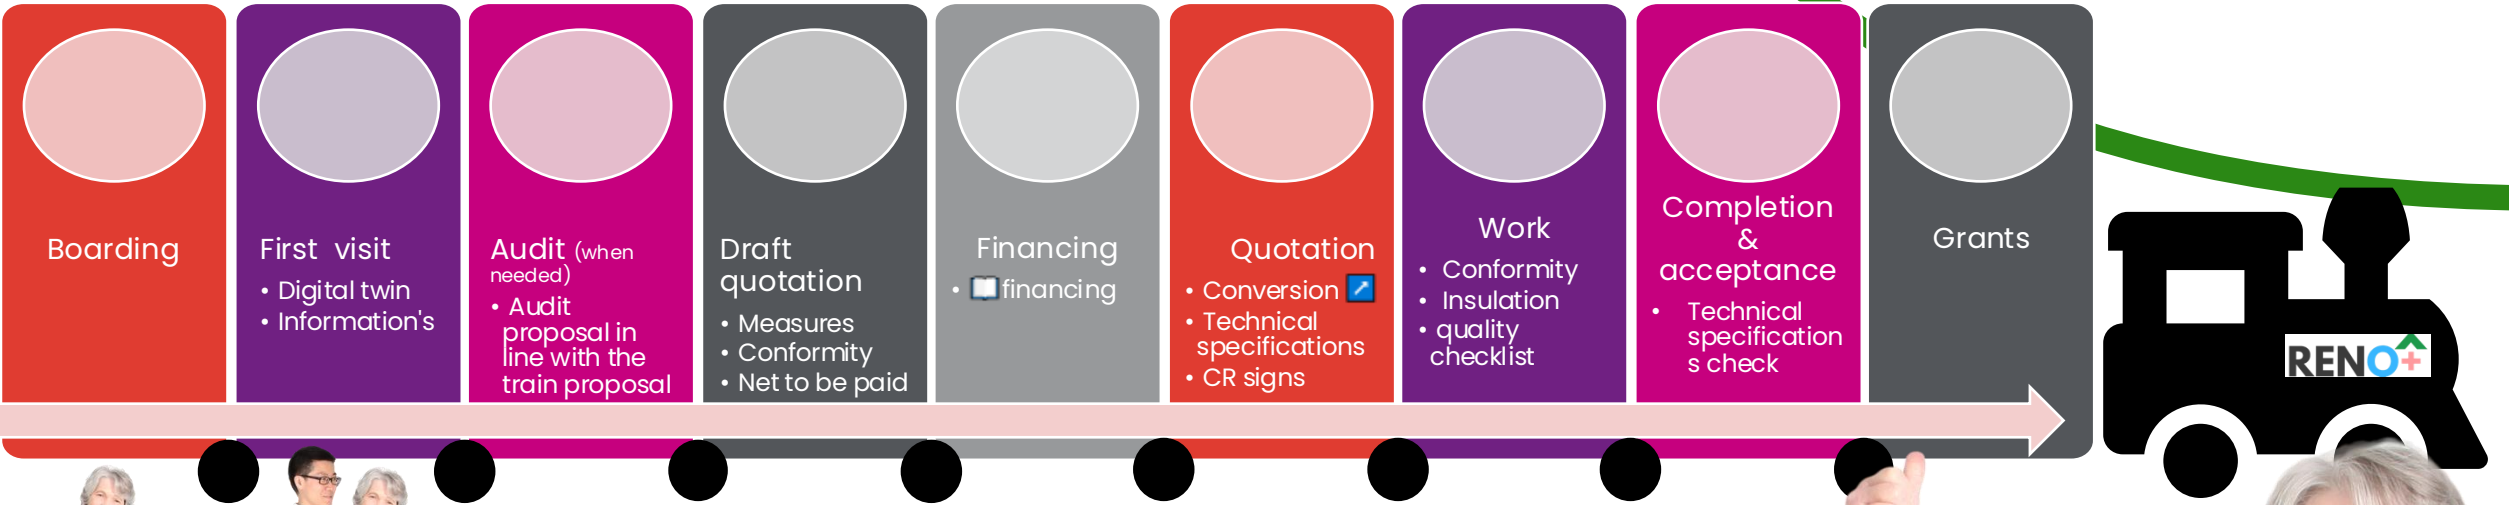 Boarding
First visit
• Digital twin
• Information's
Audit (when
needed)
• Audit
proposal in
line with the
train proposal
Draft
quotation
• Measures
• Conformity
• Net to be paid
Financing
• 📖financing
Quotation
• Conversion ↗
• Technical
specifications
• CR signs
Work
• Conformity
• Insulation
• quality
checklist
Completion
&
acceptance
• Technical
specification
s check
Grants
RENO+